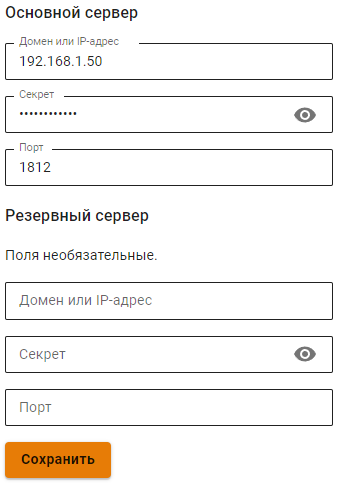 Основной сервер
Домен или IP-адрес
192.168.1.50
Секрет
••••••••••••
Порт
1812
Резервный сервер
Поля необязательные.
Домен или IP-адрес
Секрет
Порт
Сохранить